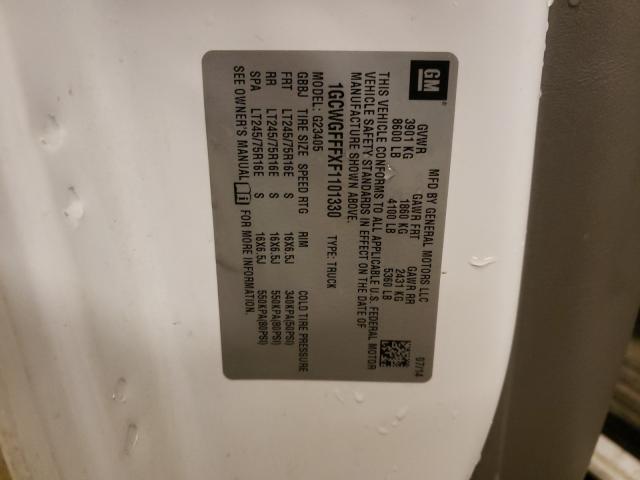 GM
MFD BY GENERAL MOTORS LLC 07/14
GVWR GAWR FRT GAWR RR
3901 KG 1860 KG 2431 KG
8600 LB 4100 LB 5360 LB
THIS VEHICLE CONFORMS TO ALL APPLICABLE U.S. FEDERAL MOTOR
VEHICLE SAFETY STANDARDS IN EFFECT ON THE DATE OF
MANUFACTURE SHOWN ABOVE.
1GCWGFFFXF1101330 TYPE: TRUCK
MODEL: G23405
GBBJ TIRE SIZE SPEED RTG RIM COLD TIRE PRESSURE
FRT LT245/75R16E S 16X6.5J 340KPA(50PSI)
RR LT245/75R16E S 16X6.5J 550KPA(80PSI)
SPA LT245/75R16E S 16X6.5J 550KPA(80PSI)
SEE OWNER'S MANUAL FOR MORE INFORMATION.